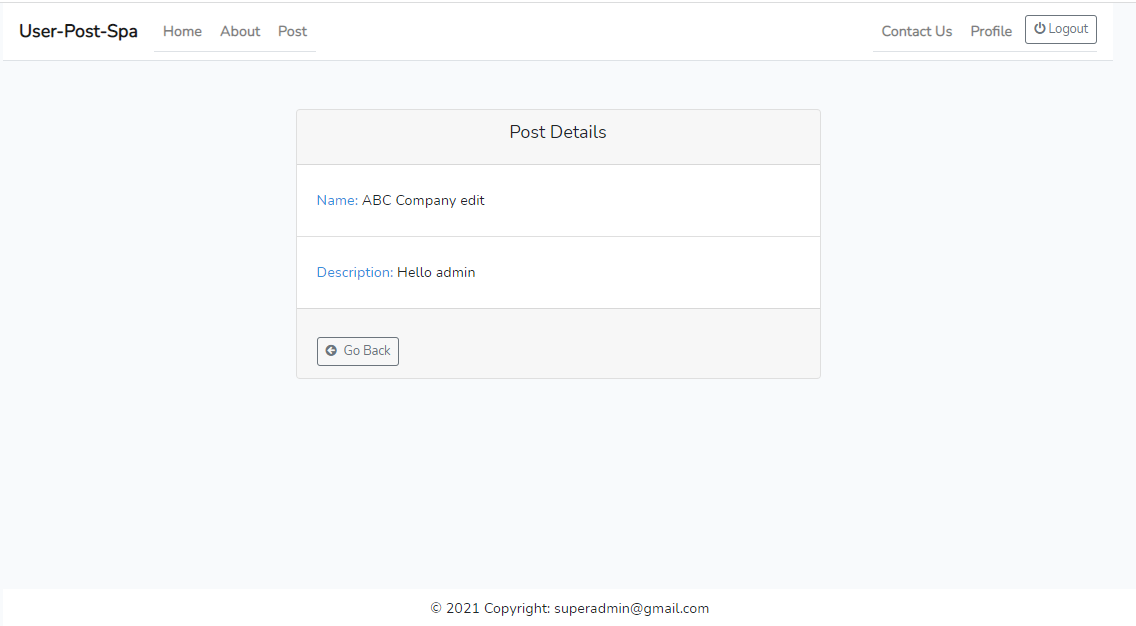 User-Post-Spa Home About Post Contact Us Profile Logout
Post Details
Name: ABC Company edit
Description: Hello admin
Go Back
© 2021 Copyright: superadmin@gmail.com